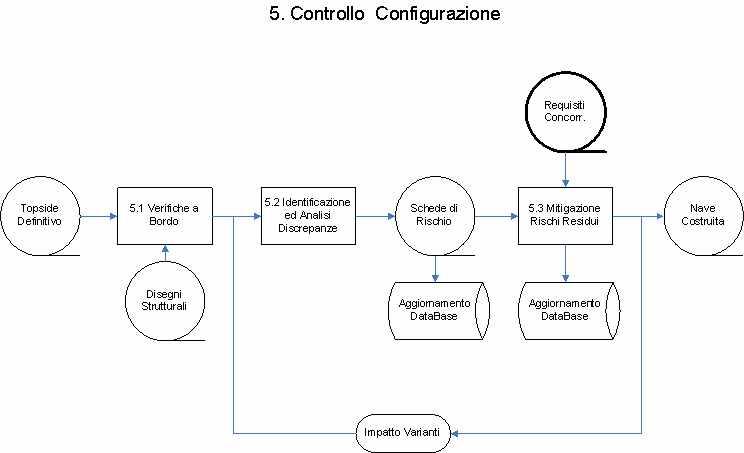 5. Controllo Configurazione
Requisiti
Concorr.
Topside
Definitivo
5.1 Verifiche a
Bordo
5.2 Identificazione
ed Analisi
Discrepanze
Schede di
Rischio
5.3 Mitigazione
Rischi Residui
Nave
Costruita
Disegni
Strutturali
Aggiornamento
DataBase
Aggiornamento
DataBase
Impatto Varianti